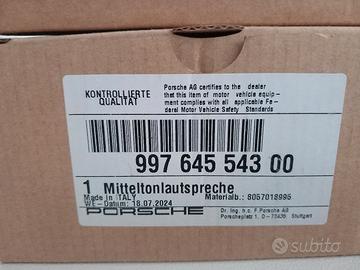 KONTROLLIERTE
QUALITÄT
Porsche AG certifies to the dealer
that this item of motor vehicle equip-
ment complies with all applicable Fe-
deral Motor Vehicle Safety Standards
997 645 543 00
1 Mitteltonlautspreche
Made in ITALY
Materialnb.: 8057018995
WE-Datum: 18.07.2024
PORSCHE
Dr. Ing. h.c. F.Porsche AG
Porscheplatz 1, D-70435 Stuttgart
subito